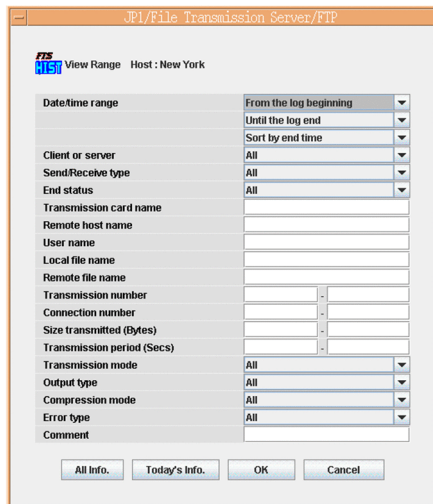 JP1/File Transmission Server/FTP
FTS
HIST View Range Host : New York
Date/time range From the log beginning
Until the log end
Sort by end time
Client or server All
Send/Receive type All
End status All
Transmission card name
Remote host name
User name
Local file name
Remote file name
Transmission number -
Connection number -
Size transmitted (Bytes) -
Transmission period (Secs) -
Transmission mode All
Output type All
Compression mode All
Error type All
Comment
All Info. Today's Info. OK Cancel